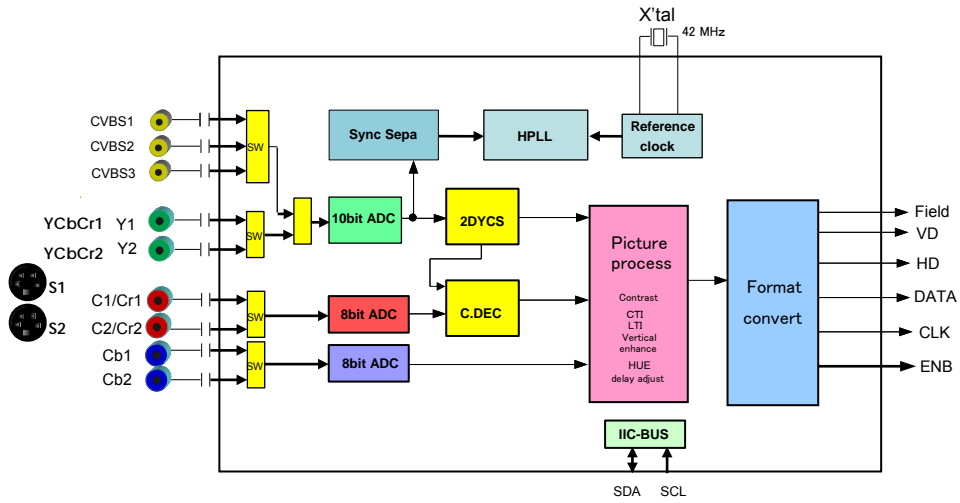 X'tal
42 MHz
CVBS1
CVBS2
CVBS3
SW
Sync Sepa
HPLL
Reference
clock
YCbCr1 Y1
YCbCr2 Y2
SW
10bit ADC
2DYCS
S1
S2
C1/Cr1
C2/Cr2
Cb1
Cb2
SW
SW
8bit ADC
8bit ADC
C.DEC
Picture
process
Contrast
CTI
LTI
Vertical
enhance
HUE
delay adjust
Format
convert
Field
VD
HD
DATA
CLK
ENB
IIC-BUS
SDA SCL